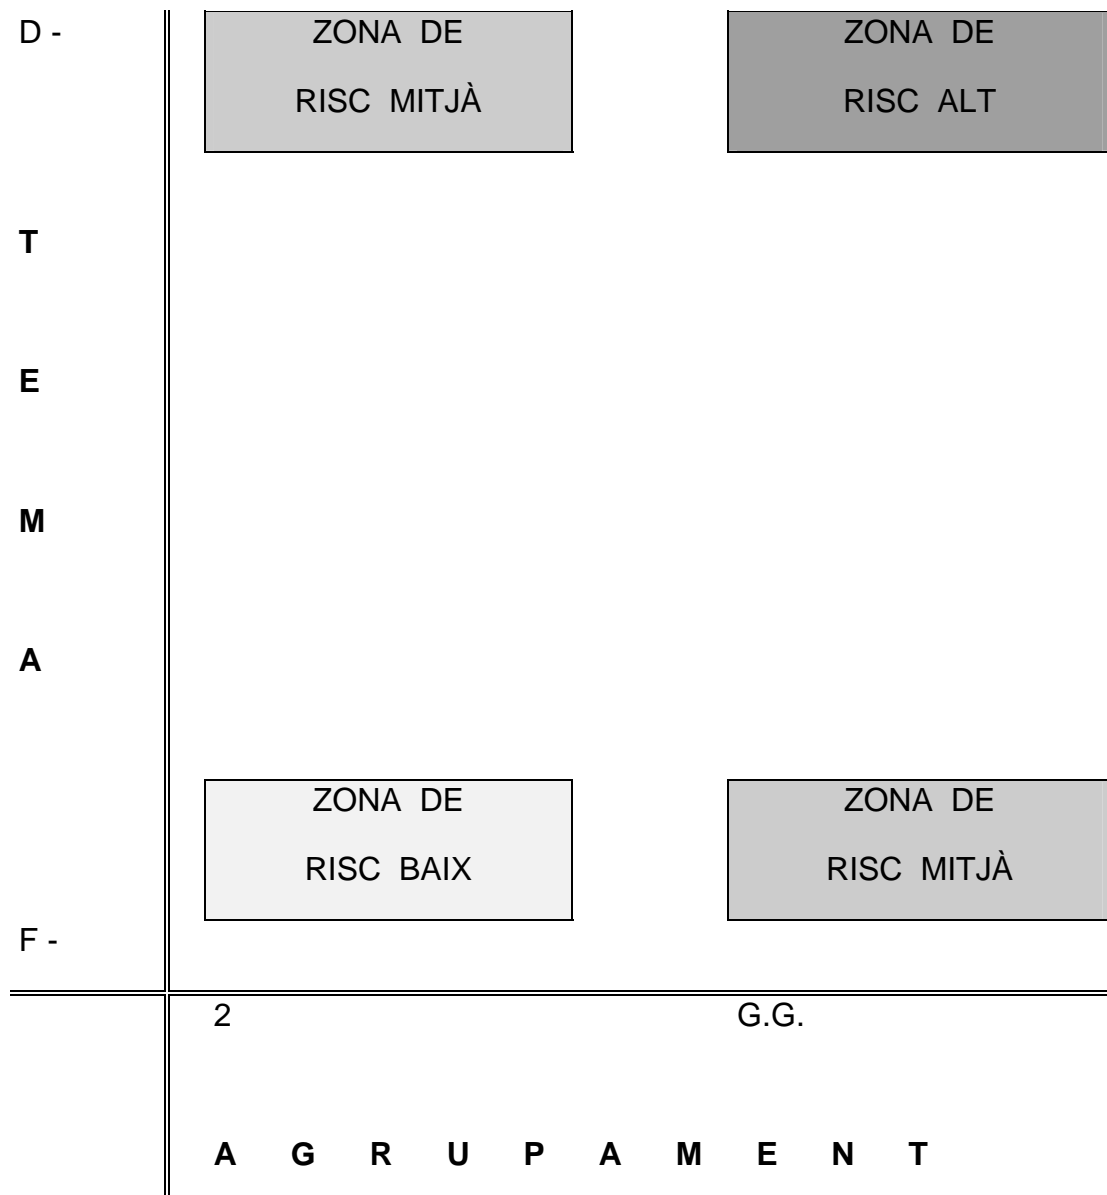 D -
ZONA DE
RISC MITJÀ
ZONA DE
RISC ALT
T
E
M
A
ZONA DE
RISC BAIX
ZONA DE
RISC MITJÀ
F -
2
G.G.
A G R U P A M E N T